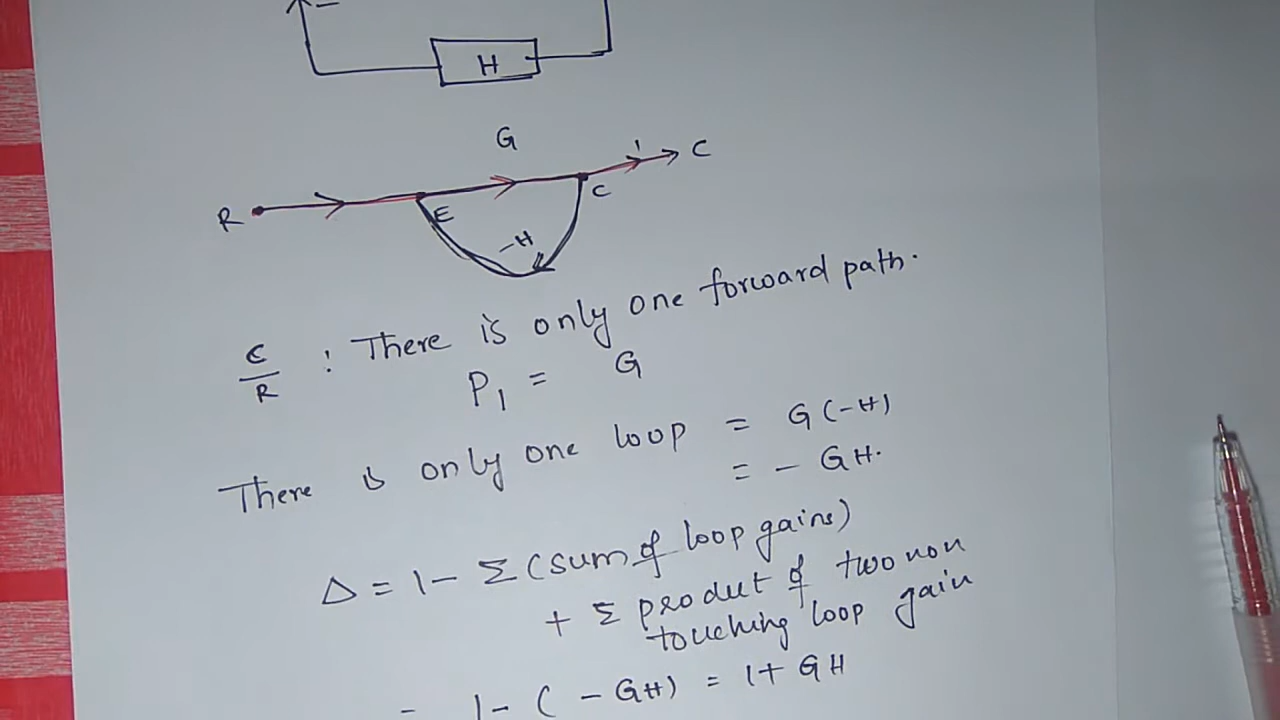 −
H
G
1 C
R E C
-H
C/R : There is only one forward path.
P1 = G
There is only one loop = G(-H)
= - GH.
Δ = 1 - Σ (sum of loop gains)
+ Σ product of two non
touching loop gain
= 1 - ( - GH) = 1 + GH